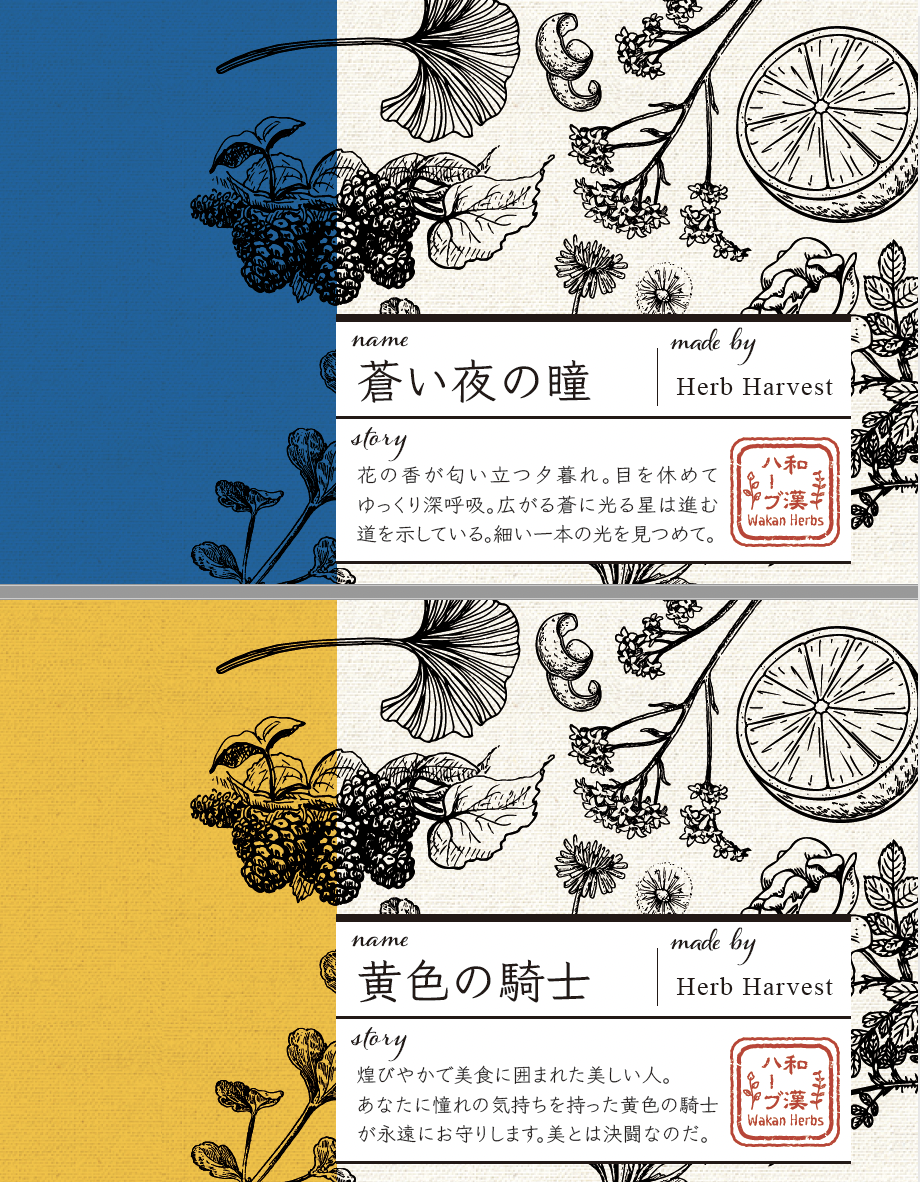 name
蒼い夜の瞳
made by
Herb Harvest
story
花の香が匂い立つ夕暮れ。目を休めて
ゆっくり深呼吸。広がる蒼に光る星は進む
道を示している。細い一本の光を見つめて。
和漢
ハーブ
Wakan Herbs
name
黄色の騎士
made by
Herb Harvest
story
煌びやかで美食に囲まれた美しい人。
あなたに憧れの気持ちを持った黄色の騎士
が永遠にお守りします。美とは決闘なのだ。
和漢
ハーブ
Wakan Herbs